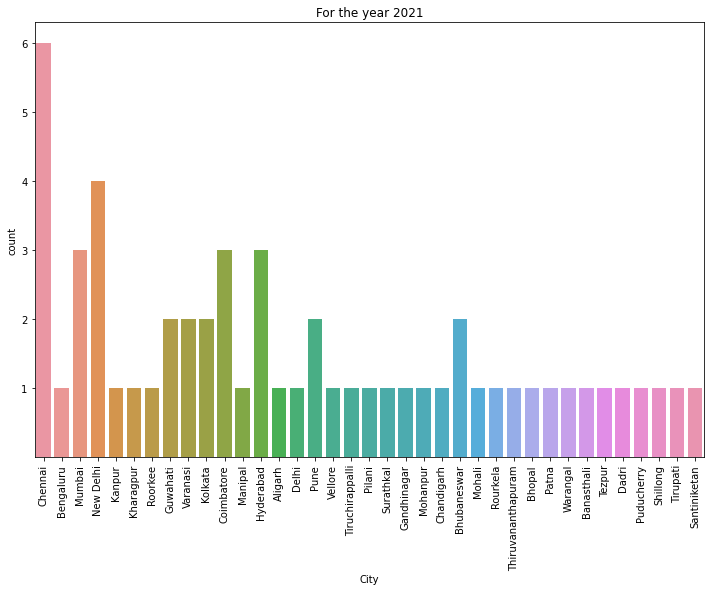 For the year 2021
6
5
4
3
2
1
count
Chennai
Bengaluru
Mumbai
New Delhi
Kanpur
Kharagpur
Roorkee
Guwahati
Varanasi
Kolkata
Coimbatore
Manipal
Hyderabad
Aligarh
Delhi
Pune
Vellore
Tiruchirappalli
Pilani
Surathkal
Gandhinagar
Mohanpur
Chandigarh
Bhubaneswar
Mohali
Rourkela
Thiruvananthapuram
Bhopal
Patna
Warangal
Banasthali
Tezpur
Dadri
Puducherry
Shillong
Tirupati
Santiniketan
City